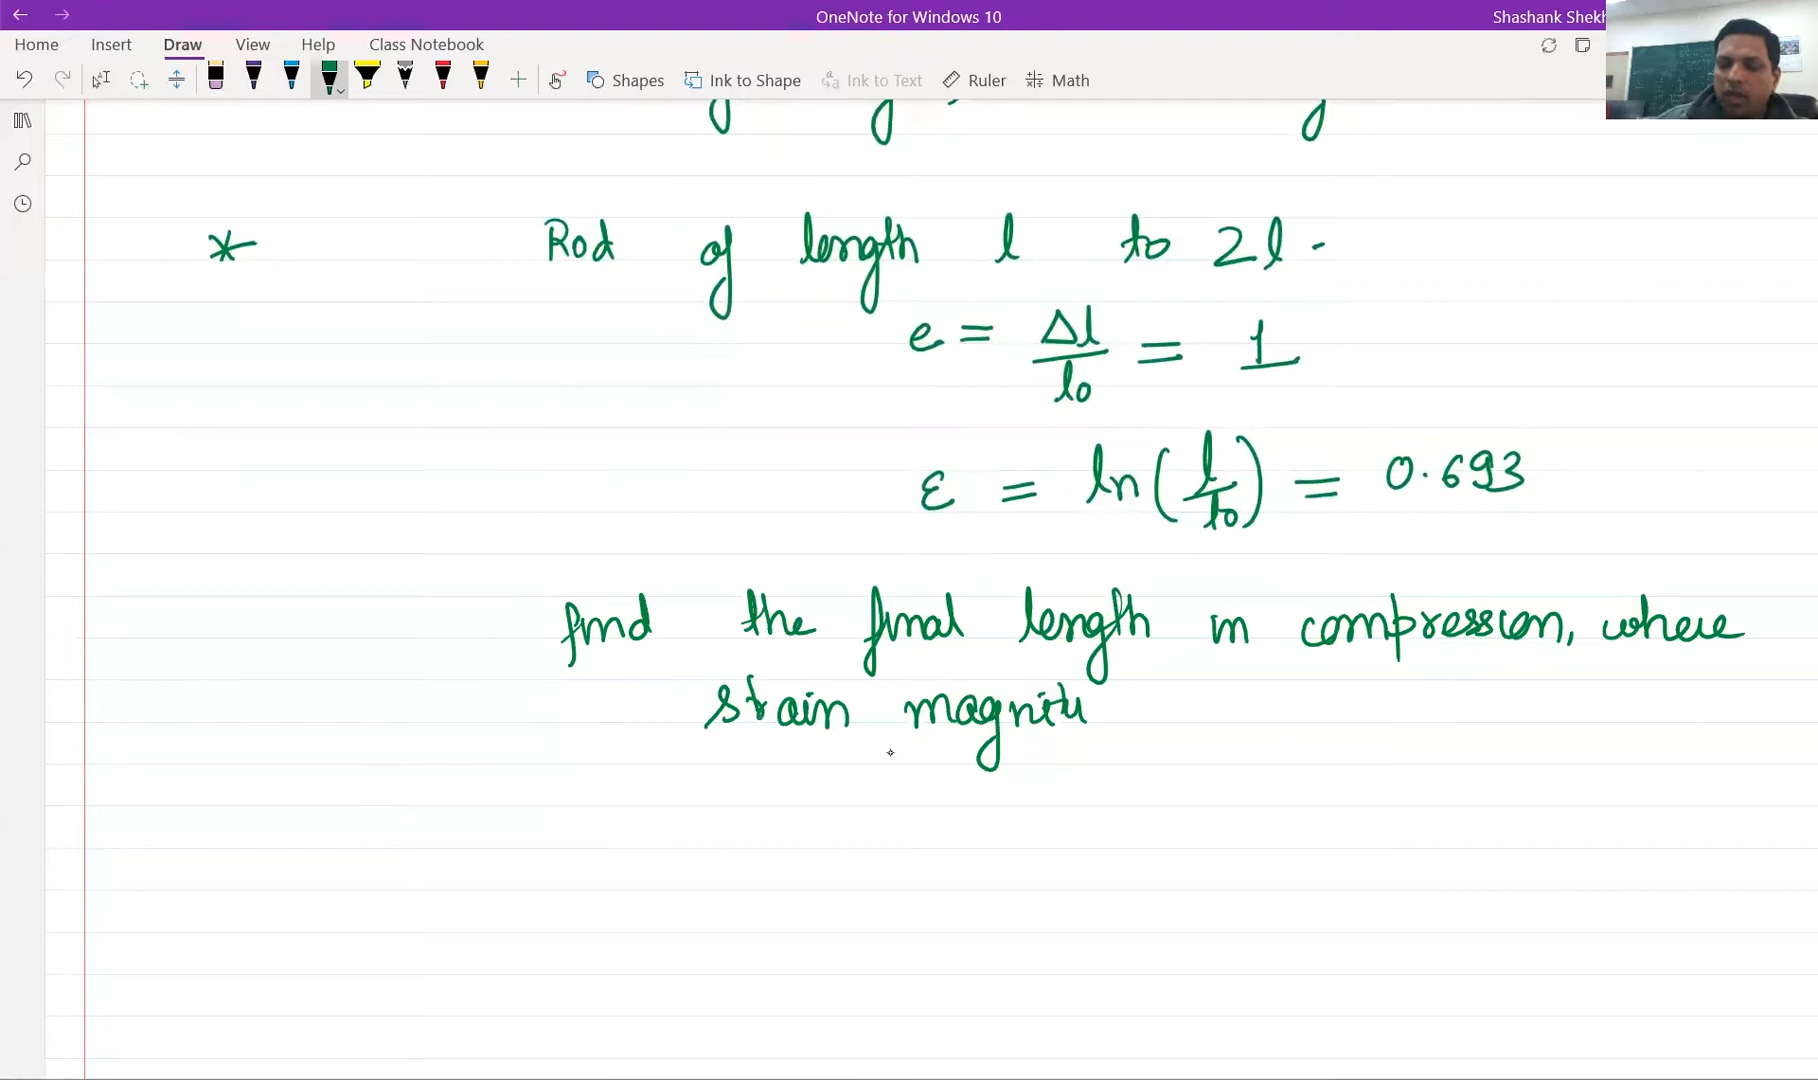 OneNote for Windows 10
Shashank Shekh
Home Insert Draw View Help Class Notebook
Shapes Ink to Shape Ink to Text Ruler Math
* Rod of length l to 2l.
e = Δl/l0 = 1
ε = ln(l/l0) = 0.693
find the final length in compression, where
strain magnitu